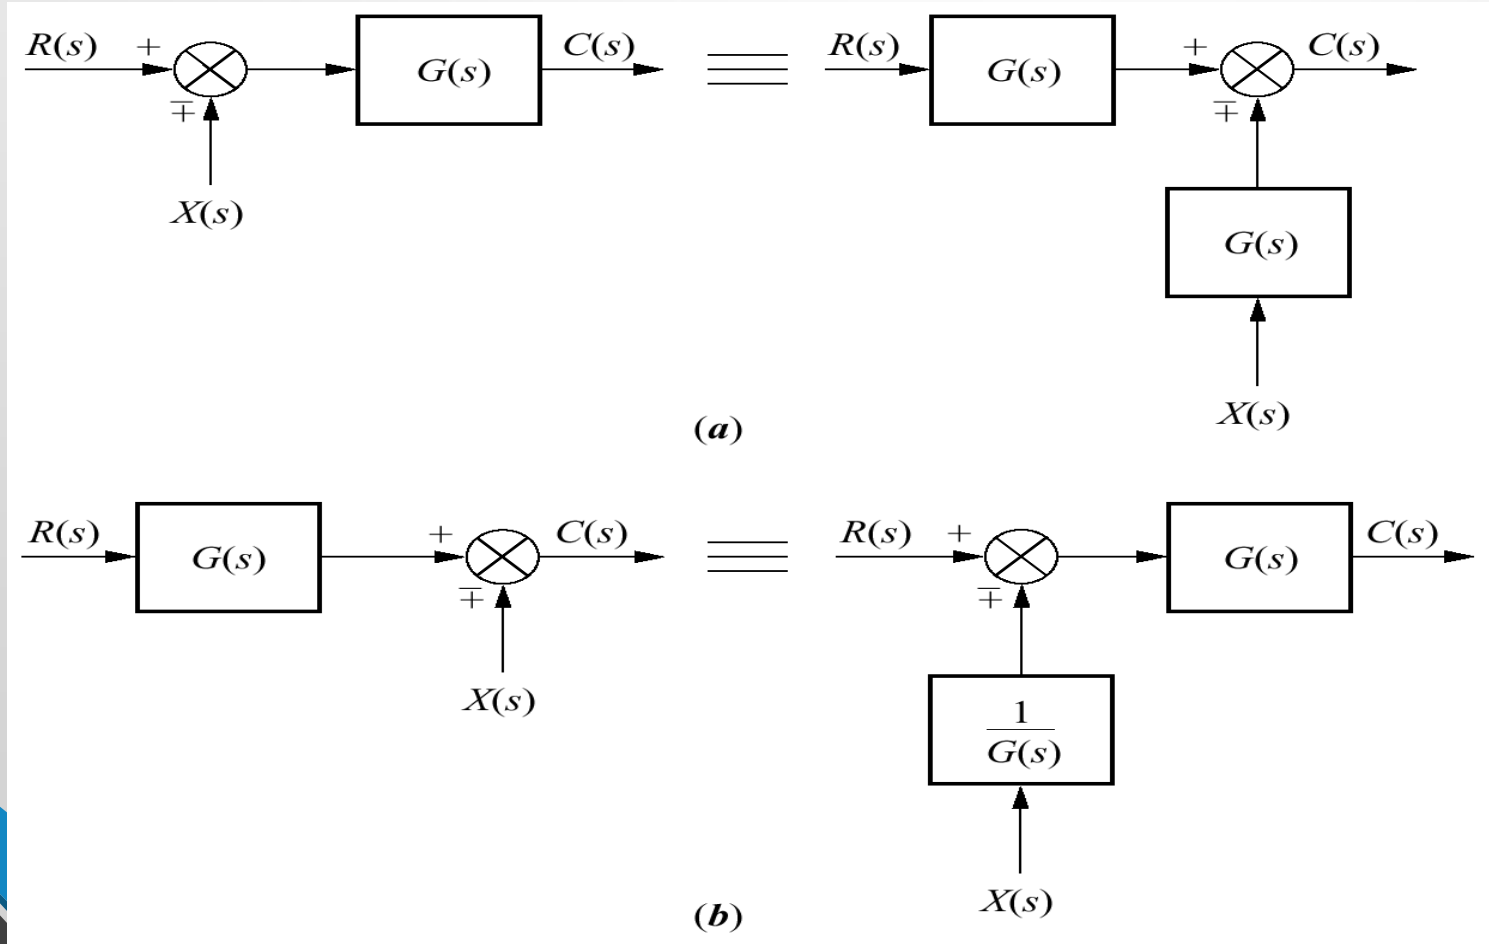 R(s) + C(s) R(s) + C(s)
G(s) G(s)
∓ ∓
X(s)
G(s)
X(s)
(a)
R(s) + C(s) R(s) + C(s)
G(s) G(s)
∓ ∓
X(s)
1
G(s)
X(s)
(b)